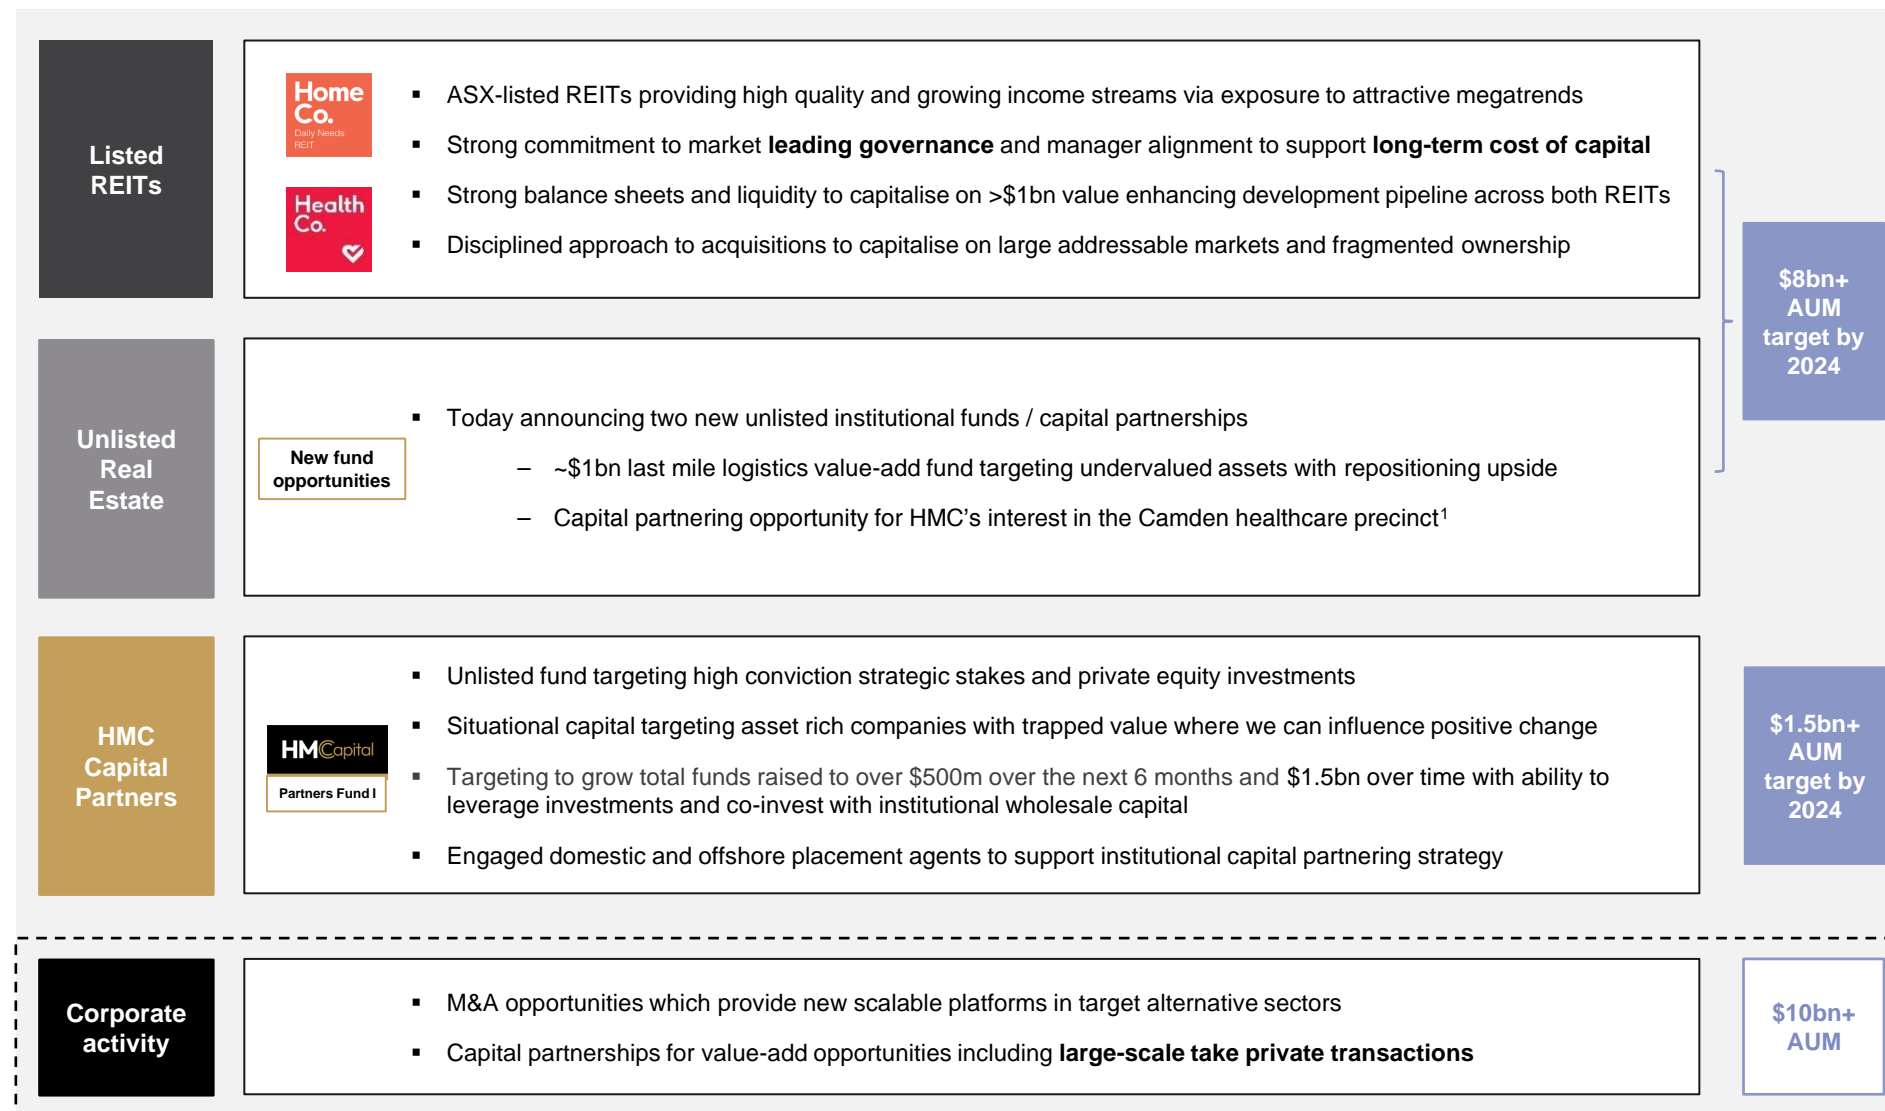 Listed
REITs
Home
Co.
Daily Needs
REIT
Health
Co.
▪ ASX-listed REITs providing high quality and growing income streams via exposure to attractive megatrends
▪ Strong commitment to market leading governance and manager alignment to support long-term cost of capital
▪ Strong balance sheets and liquidity to capitalise on >$1bn value enhancing development pipeline across both REITs
▪ Disciplined approach to acquisitions to capitalise on large addressable markets and fragmented ownership
$8bn+
AUM
target by
2024
Unlisted
Real
Estate
New fund
opportunities
▪ Today announcing two new unlisted institutional funds / capital partnerships
– ~$1bn last mile logistics value-add fund targeting undervalued assets with repositioning upside
– Capital partnering opportunity for HMC’s interest in the Camden healthcare precinct¹
HMC
Capital
Partners
HMCapital
Partners Fund I
▪ Unlisted fund targeting high conviction strategic stakes and private equity investments
▪ Situational capital targeting asset rich companies with trapped value where we can influence positive change
▪ Targeting to grow total funds raised to over $500m over the next 6 months and $1.5bn over time with ability to
leverage investments and co-invest with institutional wholesale capital
▪ Engaged domestic and offshore placement agents to support institutional capital partnering strategy
$1.5bn+
AUM
target by
2024
Corporate
activity
▪ M&A opportunities which provide new scalable platforms in target alternative sectors
▪ Capital partnerships for value-add opportunities including large-scale take private transactions
$10bn+
AUM